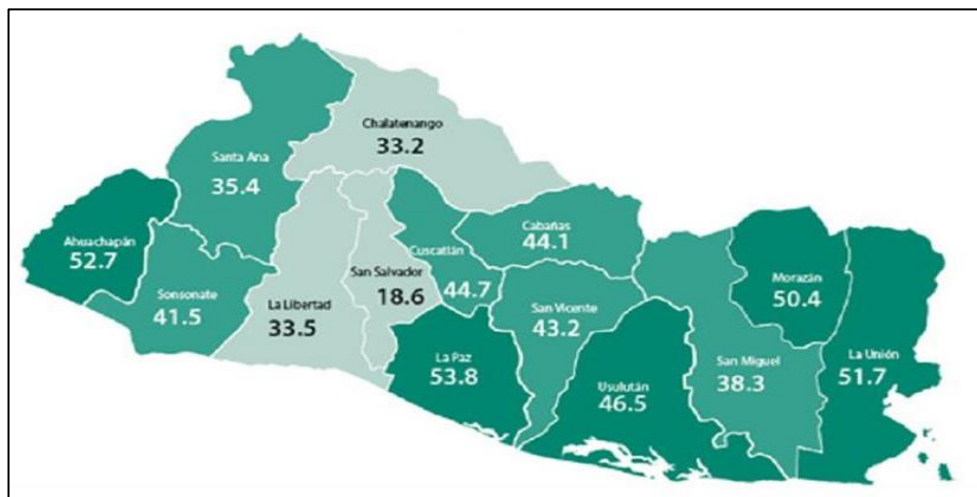 Chalatenango
33.2
Santa Ana
35.4
Ahuachapán
52.7
Sonsonate
41.5
La Libertad
33.5
San Salvador
18.6
Cuscatlán
44.7
Cabañas
44.1
San Vicente
43.2
La Paz
53.8
Usulután
46.5
San Miguel
38.3
Morazán
50.4
La Unión
51.7